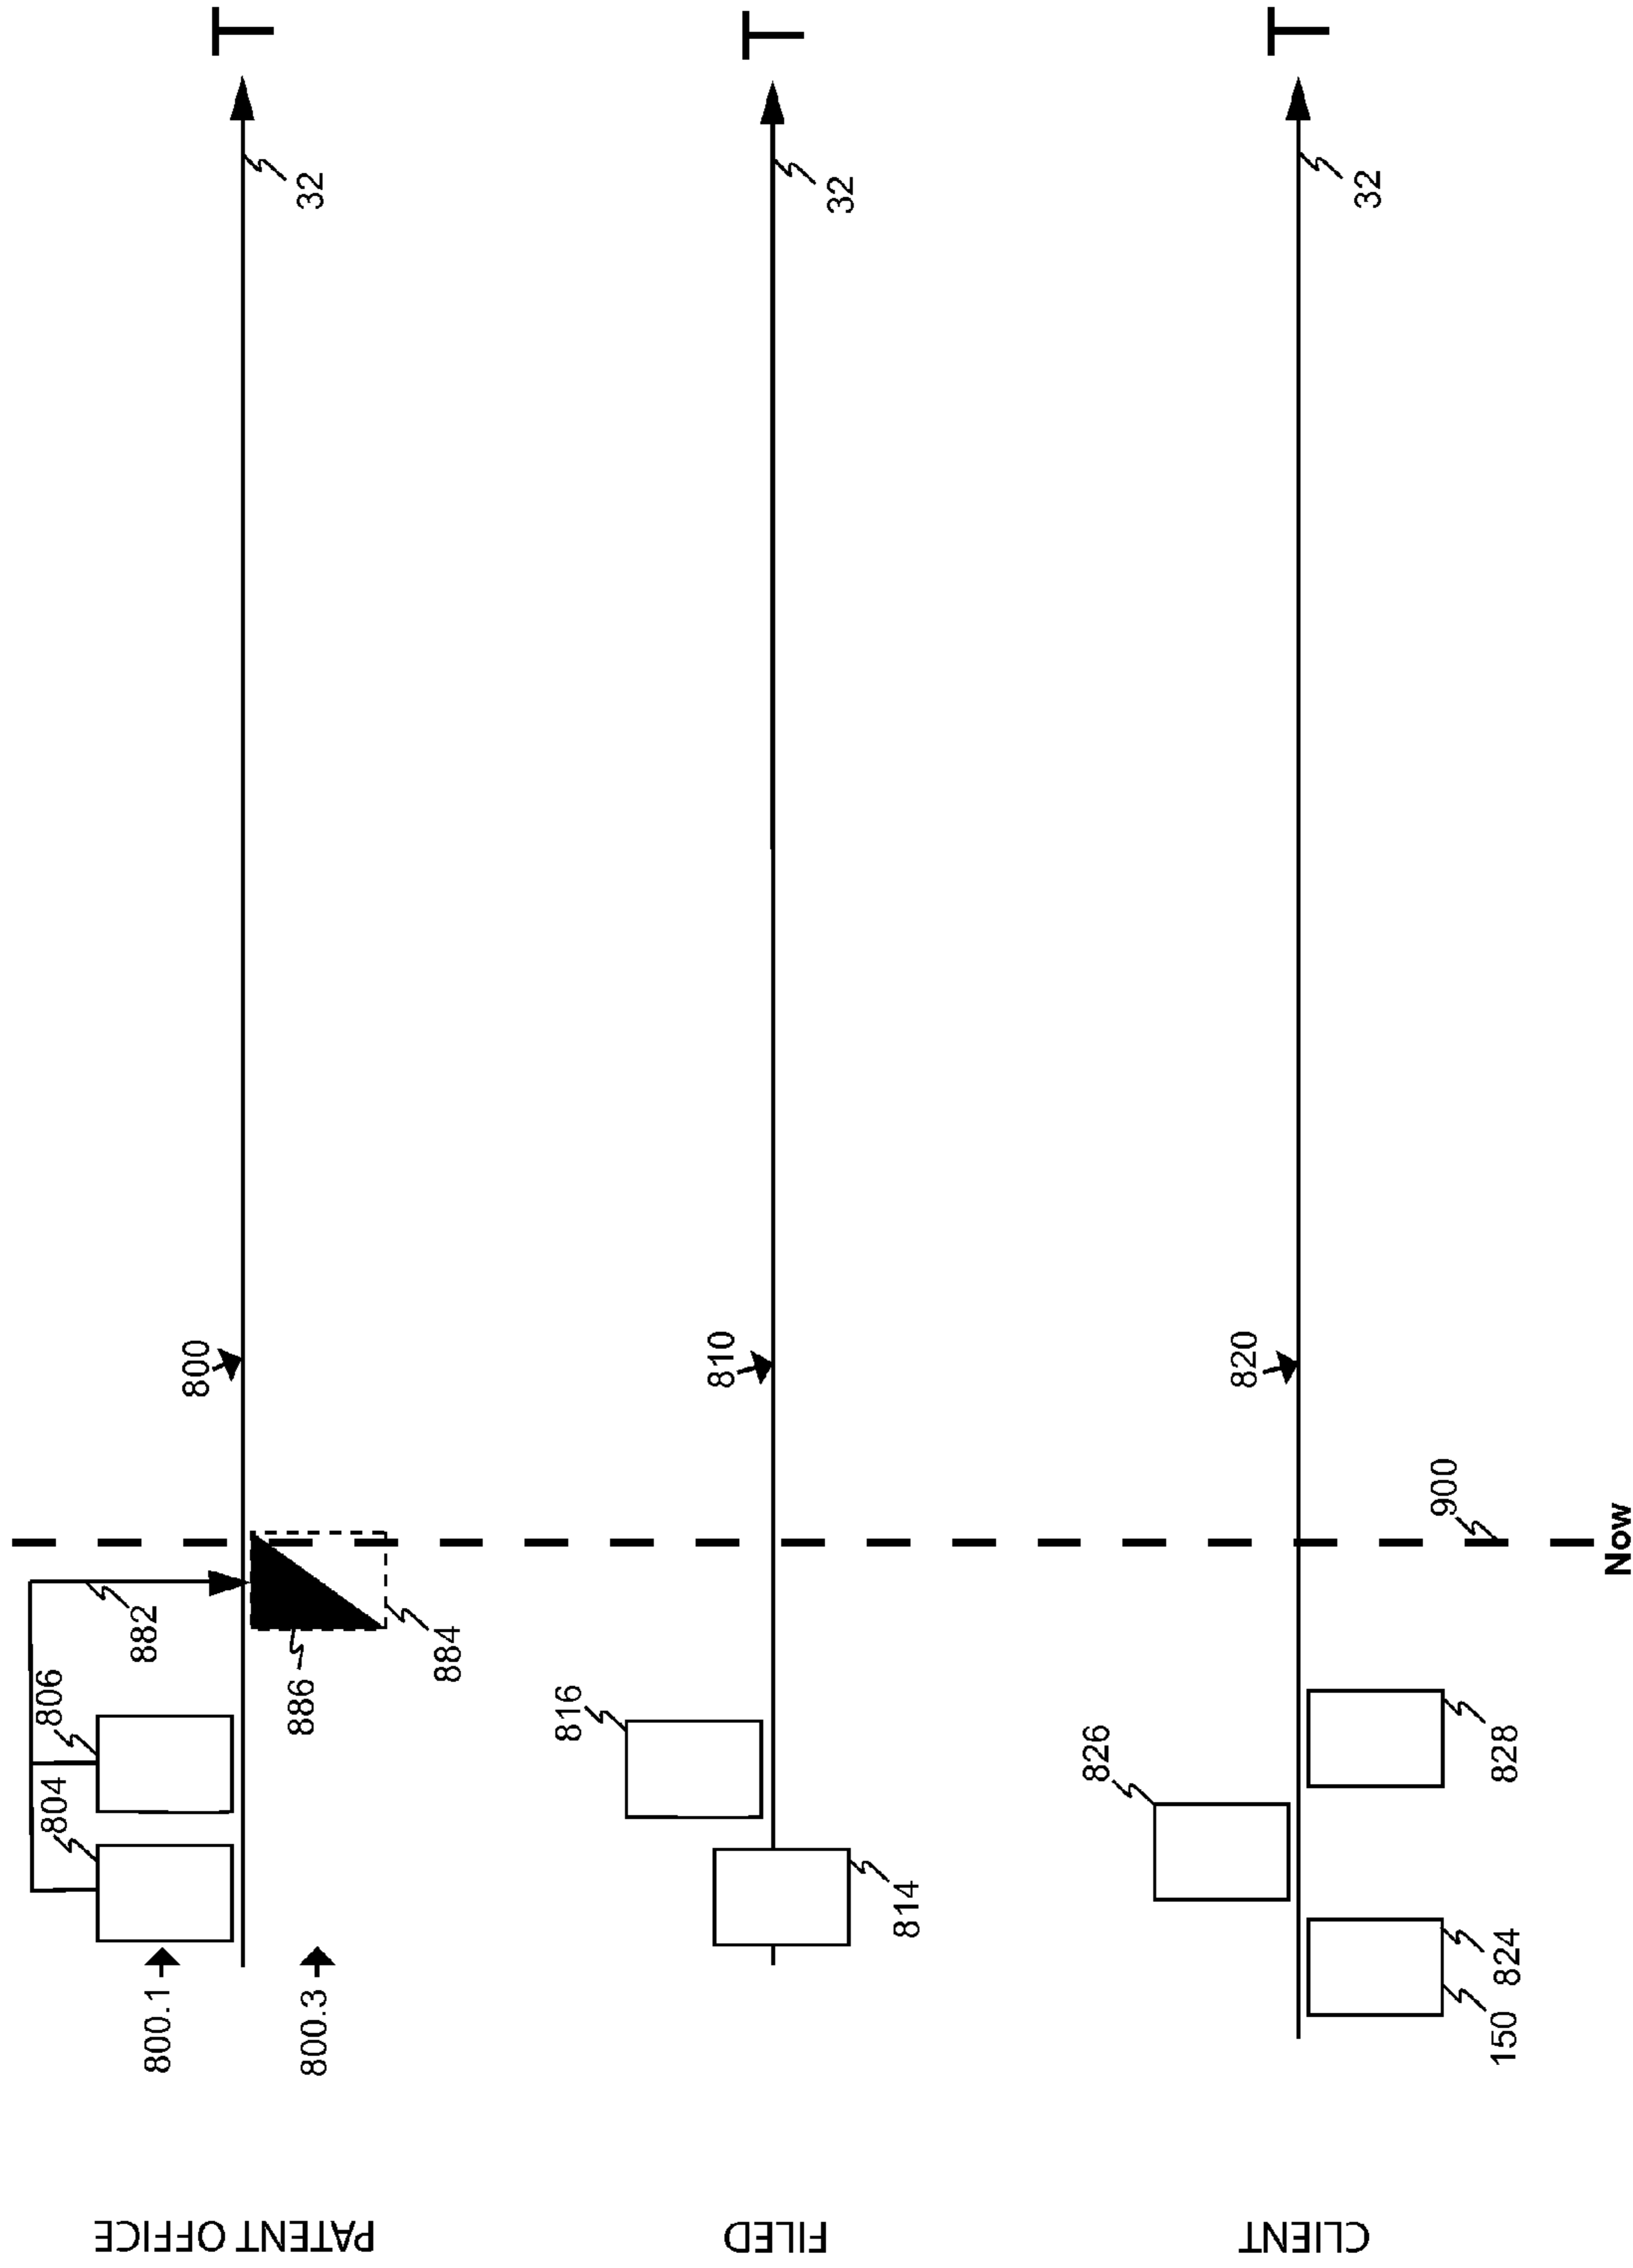 PATENT OFFICE
800.1
800.3
804
806
882
886
884
800
32
T
FILED
814
816
810
32
T
CLIENT
150
824
826
828
820
900
32
T
Now